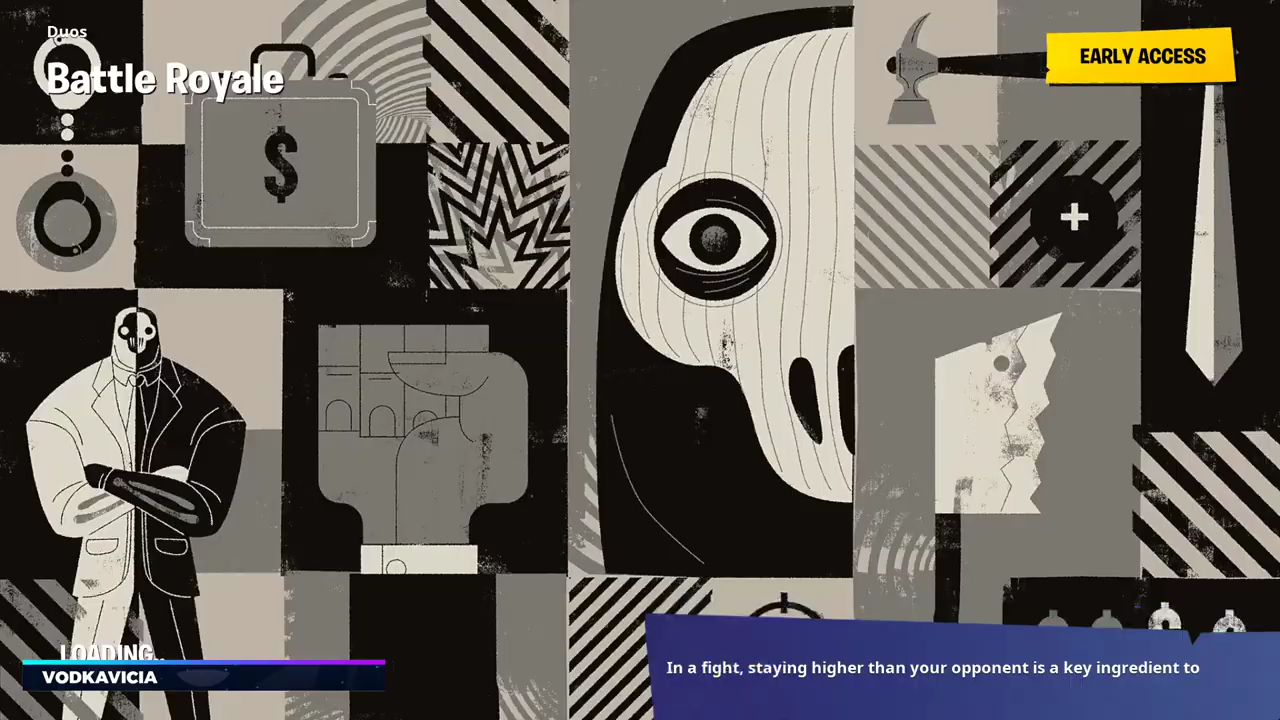 Duos
Battle Royale
EARLY ACCESS
$
LOADING..
VODKAVICIA
In a fight, staying higher than your opponent is a key ingredient to